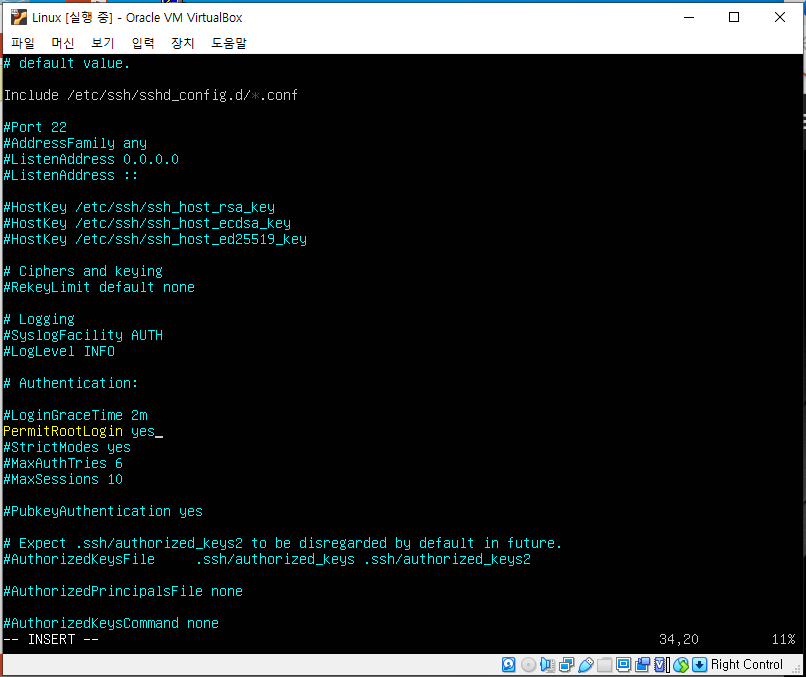 Linux [실행 중] - Oracle VM VirtualBox
파일 머신 보기 입력 장치 도움말
# default value.
Include /etc/ssh/sshd_config.d/*.conf
#Port 22
#AddressFamily any
#ListenAddress 0.0.0.0
#ListenAddress ::
#HostKey /etc/ssh/ssh_host_rsa_key
#HostKey /etc/ssh/ssh_host_ecdsa_key
#HostKey /etc/ssh/ssh_host_ed25519_key
# Ciphers and keying
#RekeyLimit default none
# Logging
#SyslogFacility AUTH
#LogLevel INFO
# Authentication:
#LoginGraceTime 2m
PermitRootLogin yes
#StrictModes yes
#MaxAuthTries 6
#MaxSessions 10
#PubkeyAuthentication yes
# Expect .ssh/authorized_keys2 to be disregarded by default in future.
#AuthorizedKeysFile     .ssh/authorized_keys .ssh/authorized_keys2
#AuthorizedPrincipalsFile none
#AuthorizedKeysCommand none
-- INSERT -- 34,20 11%
Right Control